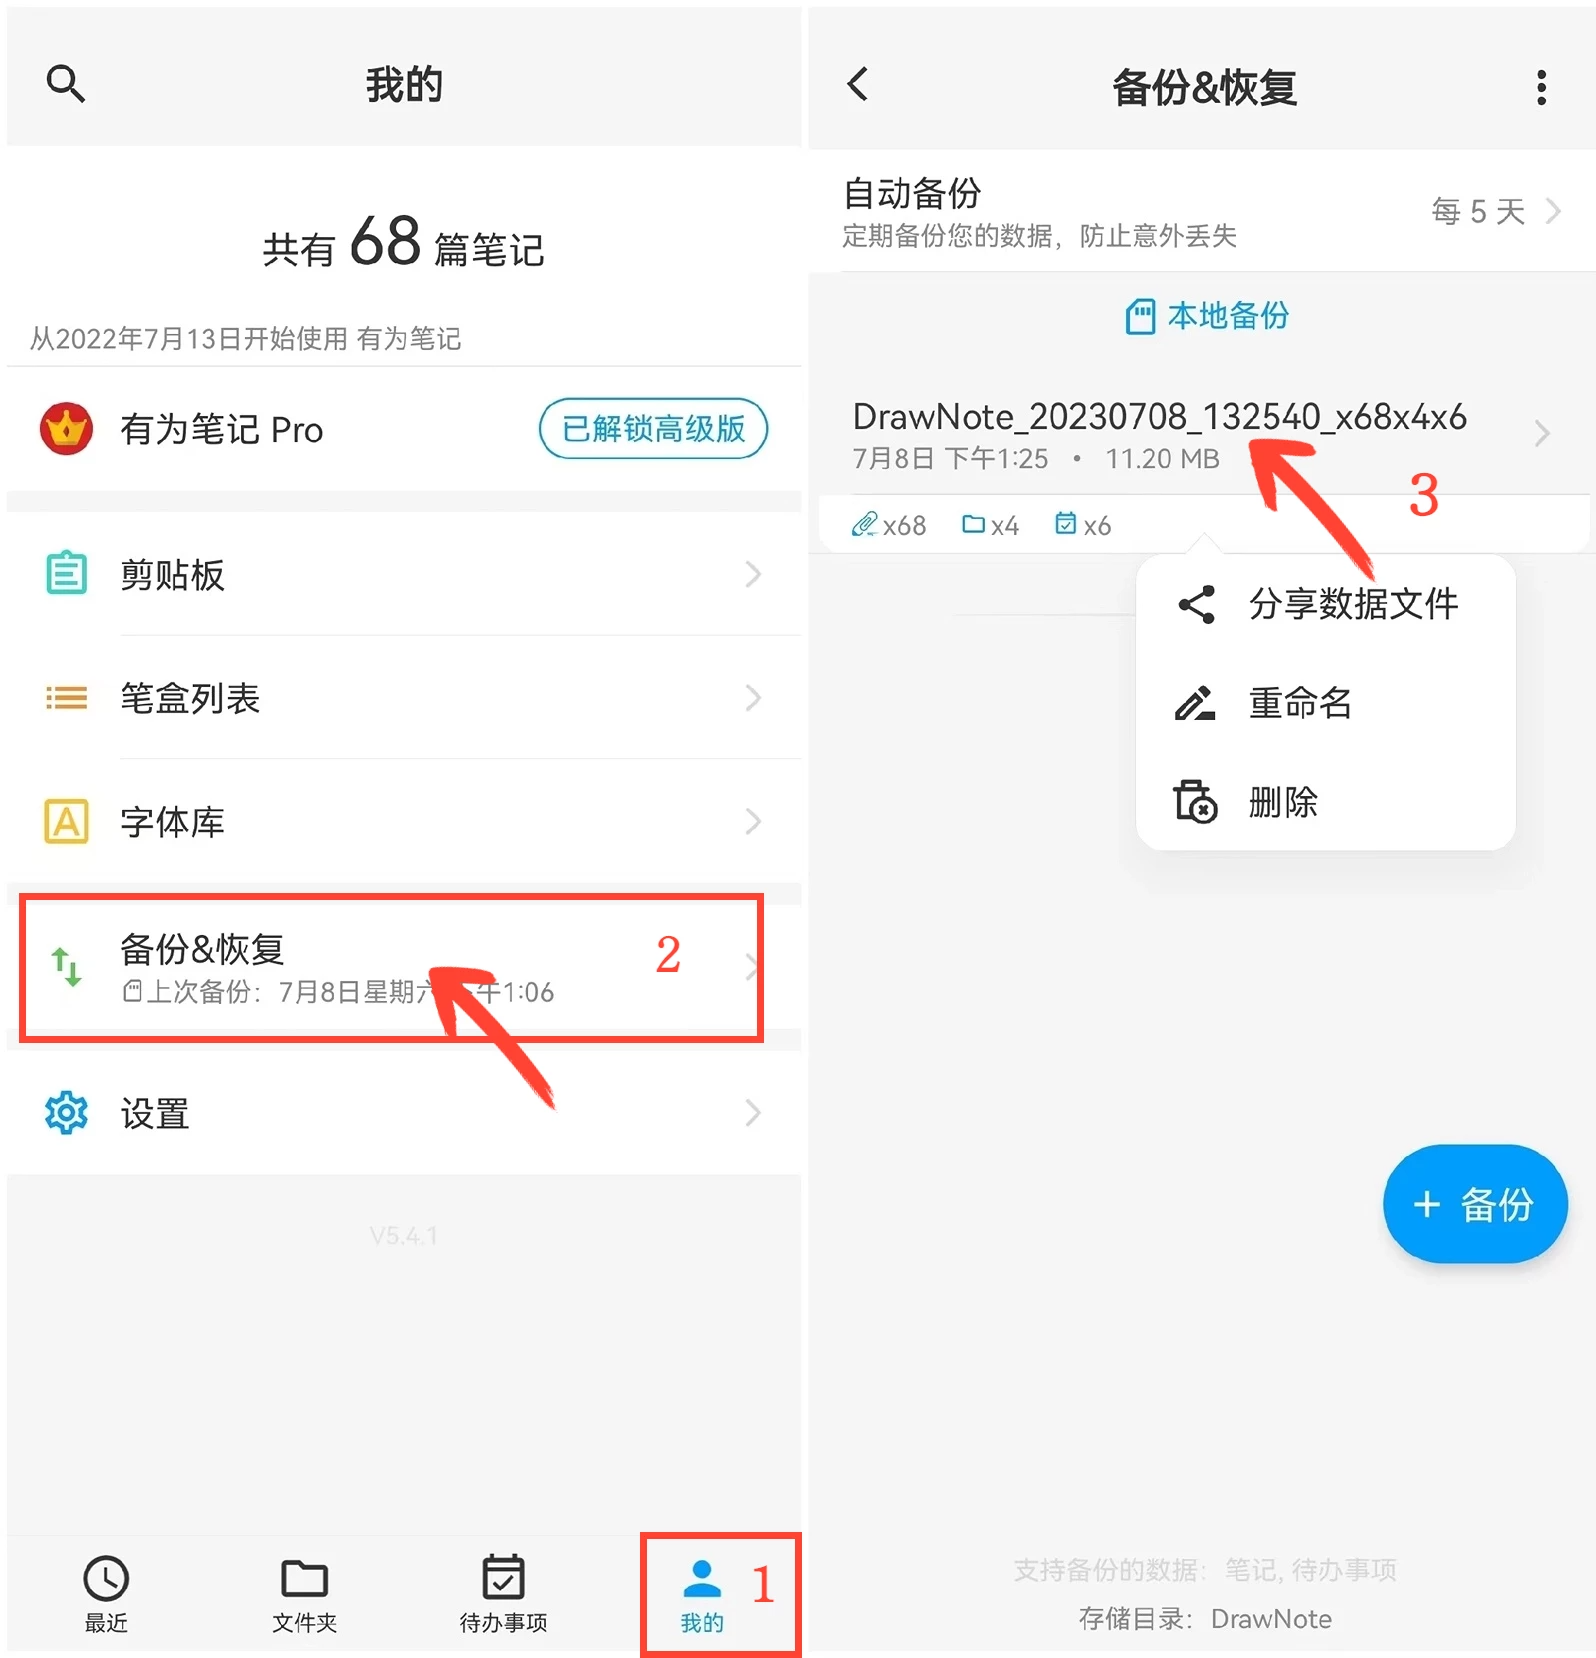 我的
共有 68 篇笔记
从2022年7月13日开始使用 有为笔记
有为笔记 Pro
已解锁高级版
剪贴板
笔盒列表
字体库
备份&恢复
2
上次备份：7月8日星期六 午1:06
设置
V5.4.1
最近
文件夹
待办事项
我的
1
备份&恢复
自动备份
定期备份您的数据，防止意外丢失
每 5 天
本地备份
DrawNote_20230708_132540_x68x4x6
7月8日 下午1:25 • 11.20 MB
3
x68 x4 x6
分享数据文件
重命名
删除
+ 备份
支持备份的数据：笔记, 待办事项
存储目录：DrawNote